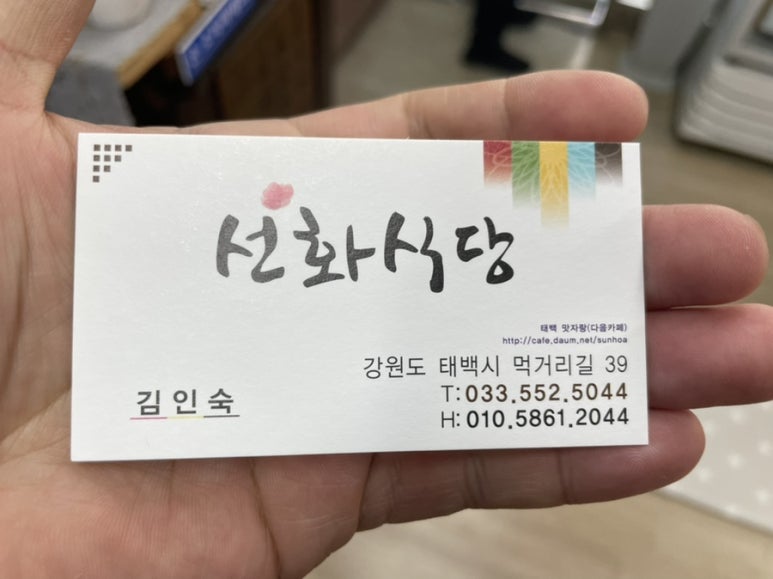 선화식당
태백 맛자랑(다음카페)
http://cafe.daum.net/sunhoa
강원도 태백시 먹거리길 39
김인숙
T:033.552.5044
H:010.5861.2044